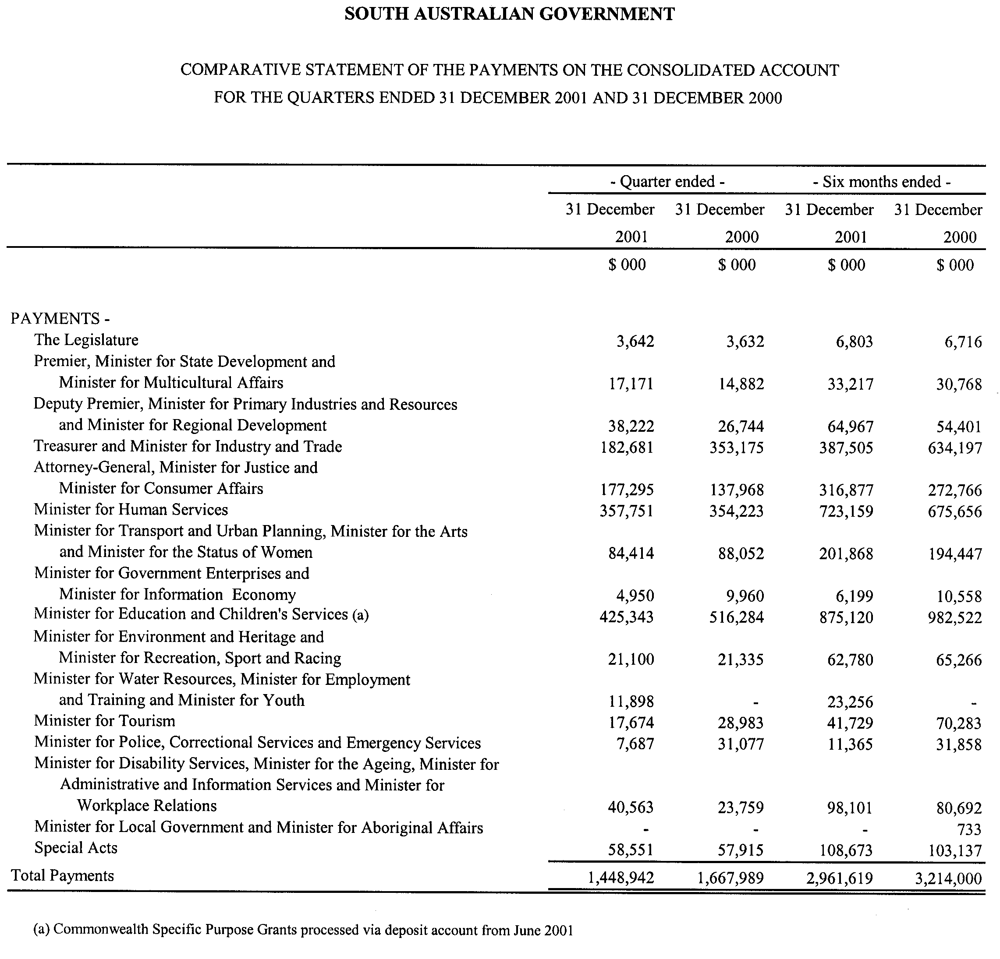 SOUTH AUSTRALIAN GOVERNMENT
COMPARATIVE STATEMENT OF THE PAYMENTS ON THE CONSOLIDATED ACCOUNT
FOR THE QUARTERS ENDED 31 DECEMBER 2001 AND 31 DECEMBER 2000
- Quarter ended - - Six months ended -
31 December 31 December 31 December 31 December
2001 2000 2001 2000
$ 000 $ 000 $ 000 $ 000
PAYMENTS -
The Legislature 3,642 3,632 6,803 6,716
Premier, Minister for State Development and
Minister for Multicultural Affairs 17,171 14,882 33,217 30,768
Deputy Premier, Minister for Primary Industries and Resources
and Minister for Regional Development 38,222 26,744 64,967 54,401
Treasurer and Minister for Industry and Trade 182,681 353,175 387,505 634,197
Attorney-General, Minister for Justice and
Minister for Consumer Affairs 177,295 137,968 316,877 272,766
Minister for Human Services 357,751 354,223 723,159 675,656
Minister for Transport and Urban Planning, Minister for the Arts
and Minister for the Status of Women 84,414 88,052 201,868 194,447
Minister for Government Enterprises and
Minister for Information Economy 4,950 9,960 6,199 10,558
Minister for Education and Children's Services (a) 425,343 516,284 875,120 982,522
Minister for Environment and Heritage and
Minister for Recreation, Sport and Racing 21,100 21,335 62,780 65,266
Minister for Water Resources, Minister for Employment
and Training and Minister for Youth 11,898 - 23,256 -
Minister for Tourism 17,674 28,983 41,729 70,283
Minister for Police, Correctional Services and Emergency Services 7,687 31,077 11,365 31,858
Minister for Disability Services, Minister for the Ageing, Minister for
Administrative and Information Services and Minister for
Workplace Relations 40,563 23,759 98,101 80,692
Minister for Local Government and Minister for Aboriginal Affairs - - - 733
Special Acts 58,551 57,915 108,673 103,137
Total Payments 1,448,942 1,667,989 2,961,619 3,214,000
(a) Commonwealth Specific Purpose Grants processed via deposit account from June 2001